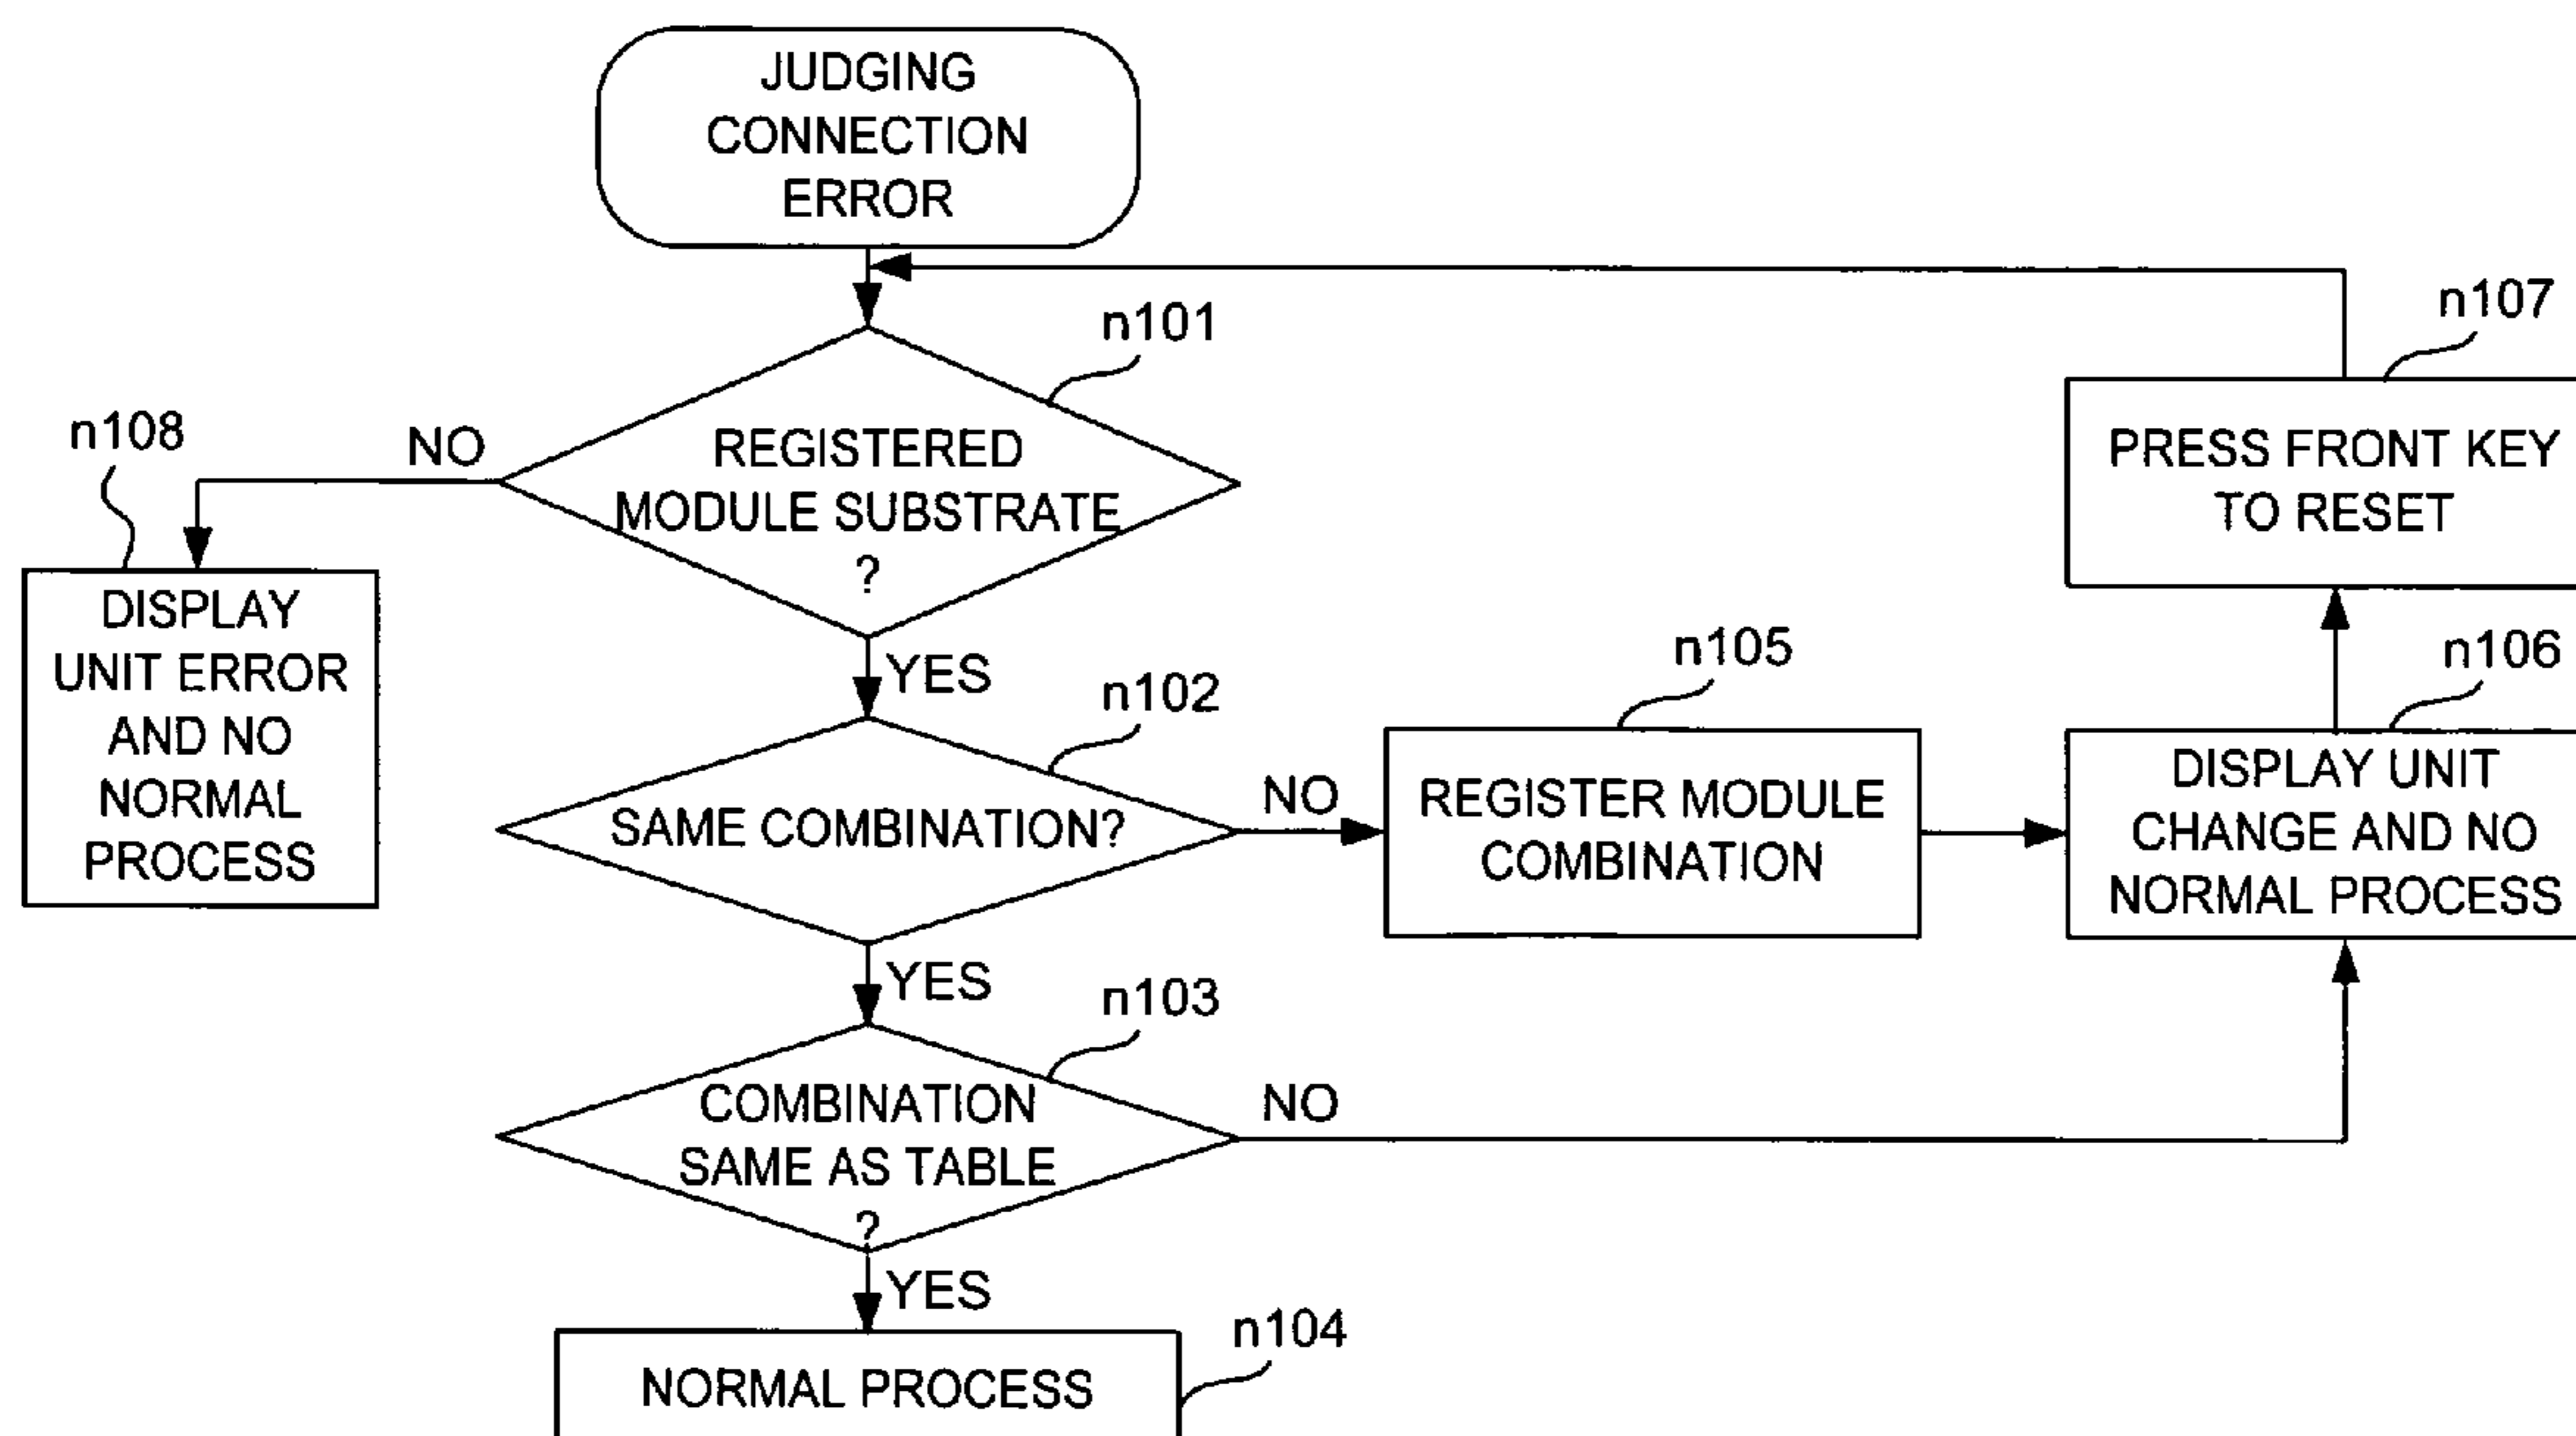 JUDGING
CONNECTION
ERROR
n101
n107
n108
NO
REGISTERED
MODULE SUBSTRATE
?
PRESS FRONT KEY
TO RESET
DISPLAY
UNIT ERROR
AND NO
NORMAL
PROCESS
YES
n102
n105
n106
SAME COMBINATION?
NO
REGISTER MODULE
COMBINATION
DISPLAY UNIT
CHANGE AND NO
NORMAL PROCESS
YES
n103
COMBINATION
SAME AS TABLE
?
NO
YES
n104
NORMAL PROCESS